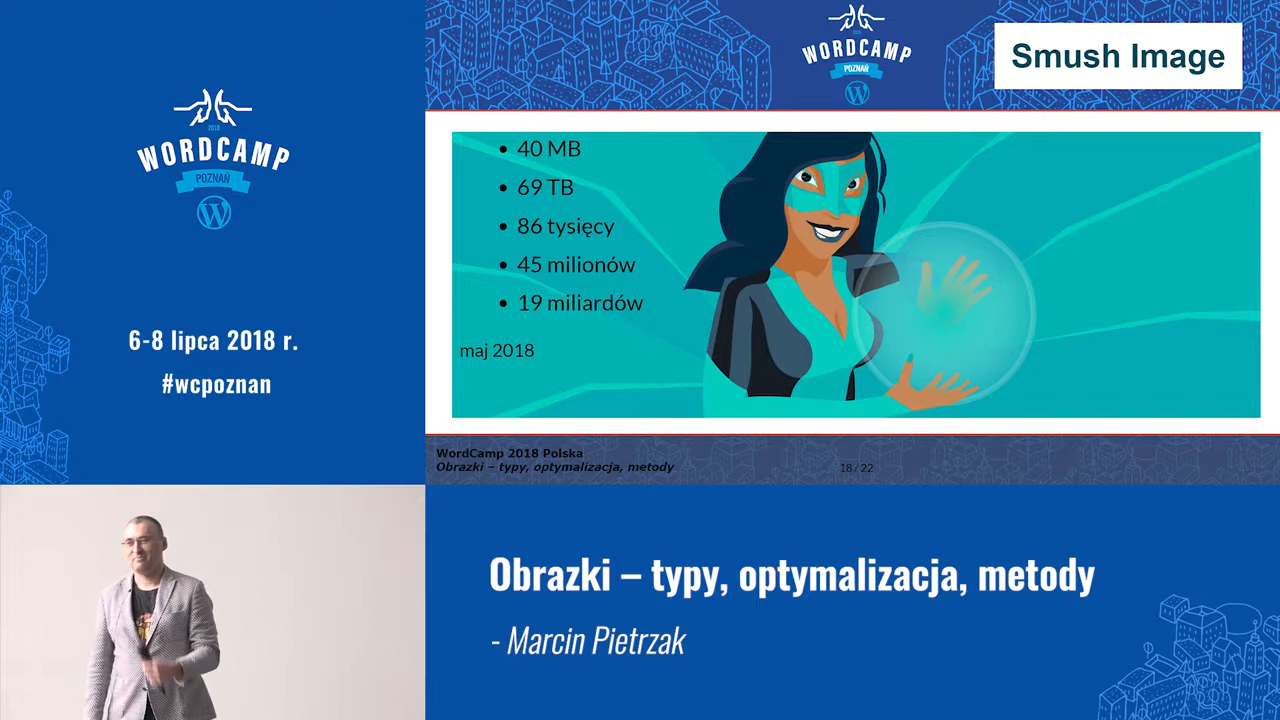 2018
WORDCAMP
POZNAŃ
6-8 lipca 2018 r.
#wcpoznan
2018
WORDCAMP
POZNAŃ
Smush Image
• 40 MB
• 69 TB
• 86 tysięcy
• 45 milionów
• 19 miliardów
maj 2018
WordCamp 2018 Polska
Obrazki – typy, optymalizacja, metody
18 / 22
Obrazki – typy, optymalizacja, metody
- Marcin Pietrzak